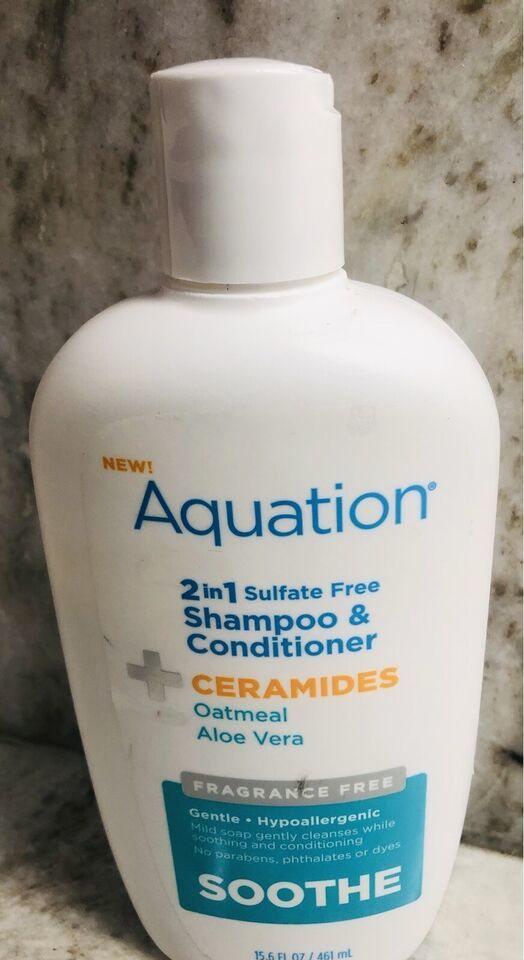 NEW!
Aquation®
2in1 Sulfate Free
Shampoo &
Conditioner
+ CERAMIDES
Oatmeal
Aloe Vera
FRAGRANCE FREE
Gentle • Hypoallergenic
Mild soap gently cleanses while
soothing and conditioning
No parabens, phthalates or dyes
SOOTHE
15.6 FL OZ / 461 mL